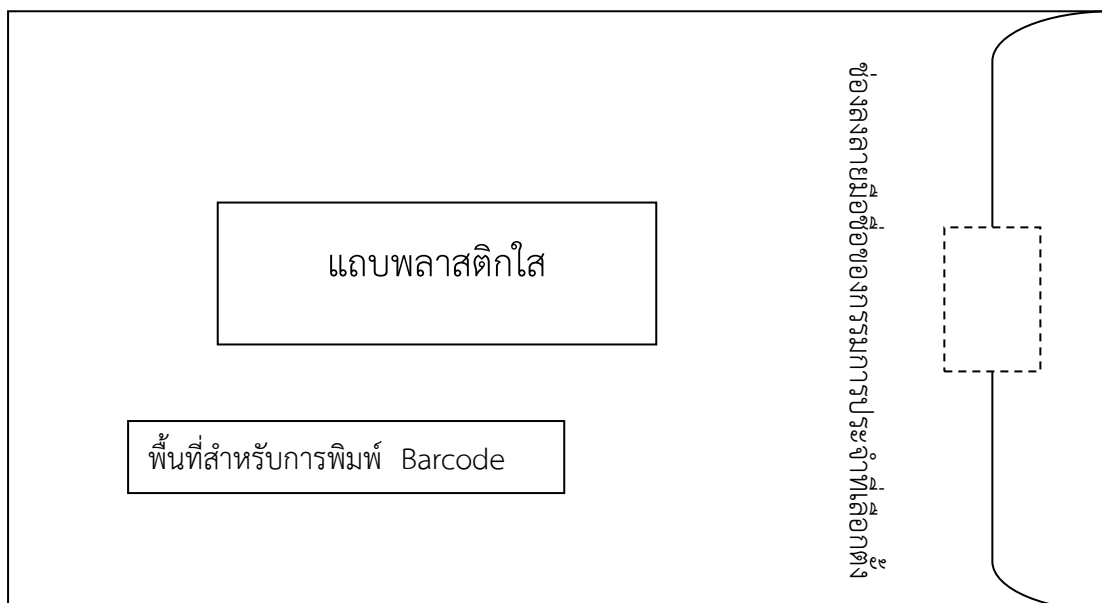 แถบพลาสติกใส
พื้นที่สำหรับการพิมพ์ Barcode
ช่องลงลายมือชื่อของกรรมการประจำที่เลือกตั้ง